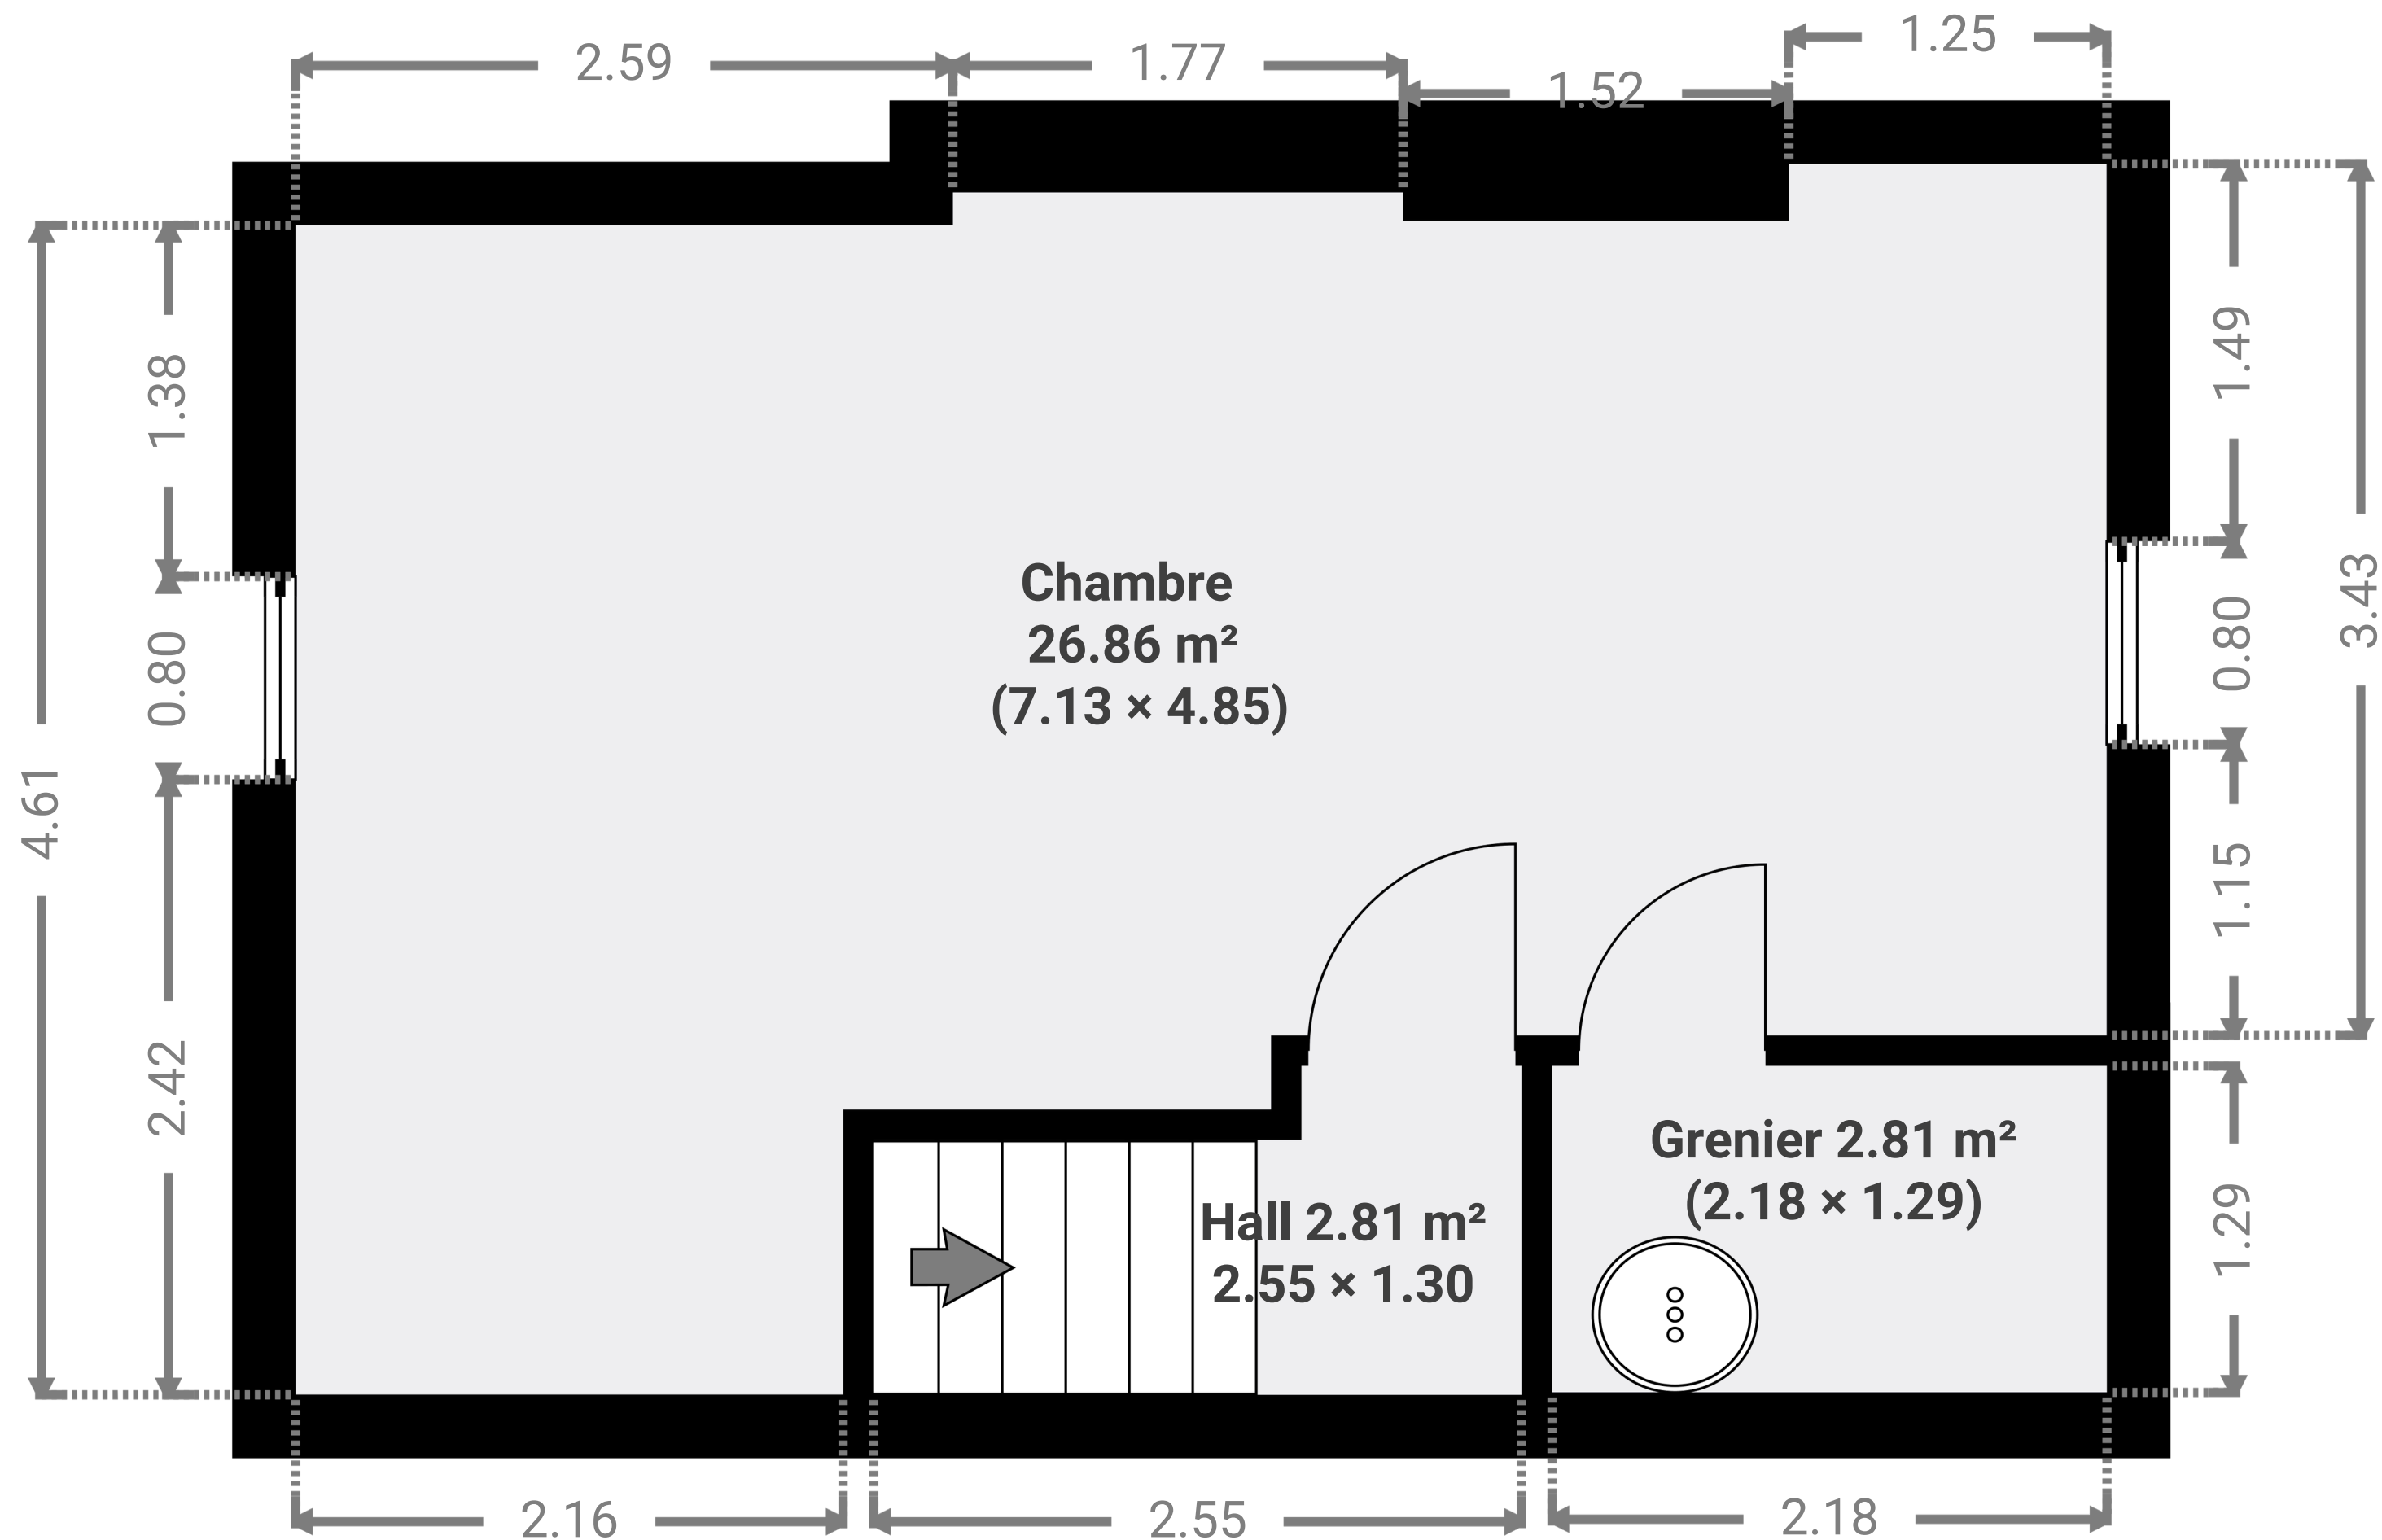 1.25
2.59
1.77
1.52
1.38
1.49
0.80
0.80
3.43
Chambre
26.86 m²
(7.13 × 4.85)
4.61
1.15
2.42
Grenier 2.81 m²
(2.18 × 1.29)
Hall 2.81 m²
2.55 × 1.30
1.29
2.16
2.55
2.18